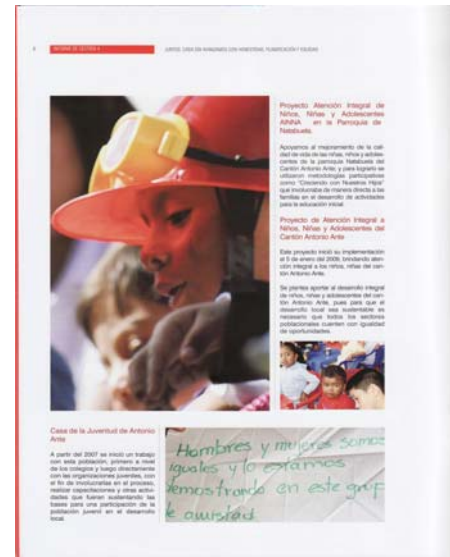 4
INFORME DE GESTIÓN 4
JUNTOS, CADA DÍA AVANZAMOS CON HONESTIDAD, PLANIFICACIÓN Y EQUIDAD
Proyecto Atención Integral de
Niños, Niñas y Adolescentes
AINNA en la Parroquia de
Natabuela.
Apoyamos al mejoramiento de la cali-
dad de vida de las niñas, niños y adoles-
centes de la parroquia Natabuela del
Cantón Antonio Ante; y para lograrlo se
utilizaron metodologías participativas
como "Creciendo con Nuestros Hijos"
que involucraba de manera directa a las
familias en el desarrollo de actividades
para la educación inicial.
Proyecto de Atención Integral a
Niños, Niñas y Adolescentes del
Cantón Antonio Ante
Este proyecto inició su implementación
el 5 de enero del 2009, brindando aten-
ción integral a los niños, niñas del can-
tón Antonio Ante.
Se plantea aportar al desarrollo integral
de niños, niñas y adolescentes del can-
tón Antonio Ante, pues para que el
desarrollo local sea sustentable es
necesario que todos los sectores
poblacionales cuenten con igualdad
de oportunidades.
Casa de la Juventud de Antonio
Ante
A partir del 2007 se inició un trabajo
con esta población, primero a nivel
de los colegios y luego directamente
con las organizaciones juveniles, con
el fin de involucrarlas en el proceso,
realizar capacitaciones y otras activi-
dades que fueran sustentando las
bases para una participación de la
población juvenil en el desarrollo
local.
Hombres y mujeres somos
iguales y lo estamos
demostrando en este grup
de amistad